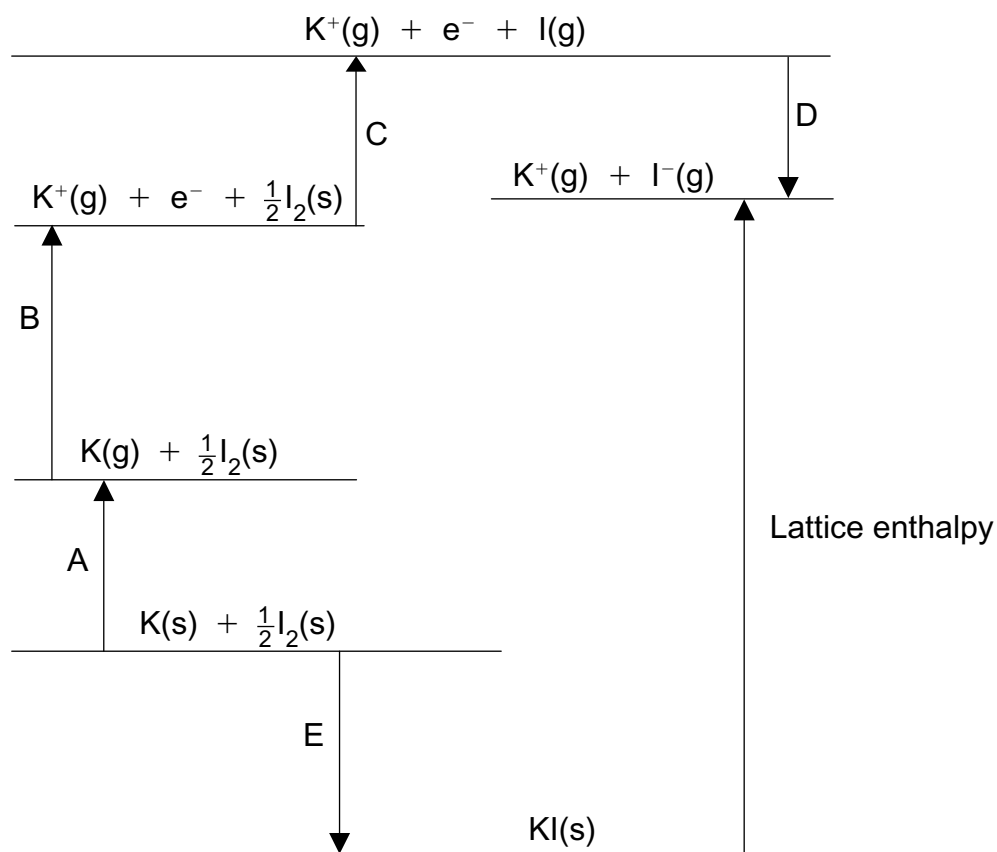 K⁺(g) + e⁻ + I(g)
C
D
K⁺(g) + e⁻ + ½I₂(s)
K⁺(g) + I⁻(g)
B
K(g) + ½I₂(s)
Lattice enthalpy
A
K(s) + ½I₂(s)
E
KI(s)